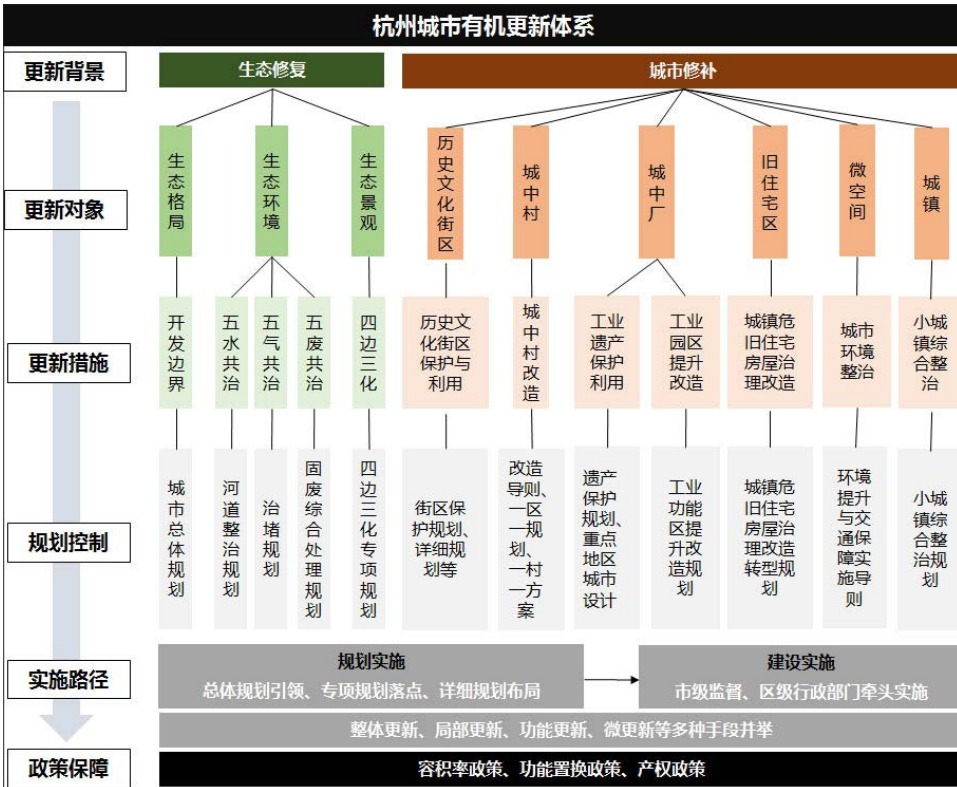 杭州城市有机更新体系
更新背景
生态修复
城市修补
更新对象
生态格局
生态环境
生态景观
历史文化街区
城中村
城中厂
旧住宅区
微空间
城镇
更新措施
开发边界
五水共治
五气共治
五废共治
四边三化
历史文
化街区
保护与
利用
城中村改造
工业
遗产
保护
利用
工业
园区
提升
改造
城镇危
旧住宅
房屋治
理改造
城市
环境
整治
小城
镇综
合整
治
规划控制
城市总体规划
河道整治规划
治堵规划
固废综合处理规划
四边三化专项规划
街区保
护规划、
详细规
划等
改造
导则、
一区
一规
划、
一村
一方
案
遗产
保护
规划、
重点
地区
城市
设计
工业
功能
区提
升改
造规
划
城镇危
旧住宅
房屋治
理改造
转型规
划
环境
提升
与交
通保
障实
施导
则
小城
镇综
合整
治规
划
实施路径
规划实施
总体规划引领、专项规划落点、详细规划布局
建设实施
市级监督、区级行政部门牵头实施
整体更新、局部更新、功能更新、微更新等多种手段并举
政策保障
容积率政策、功能置换政策、产权政策